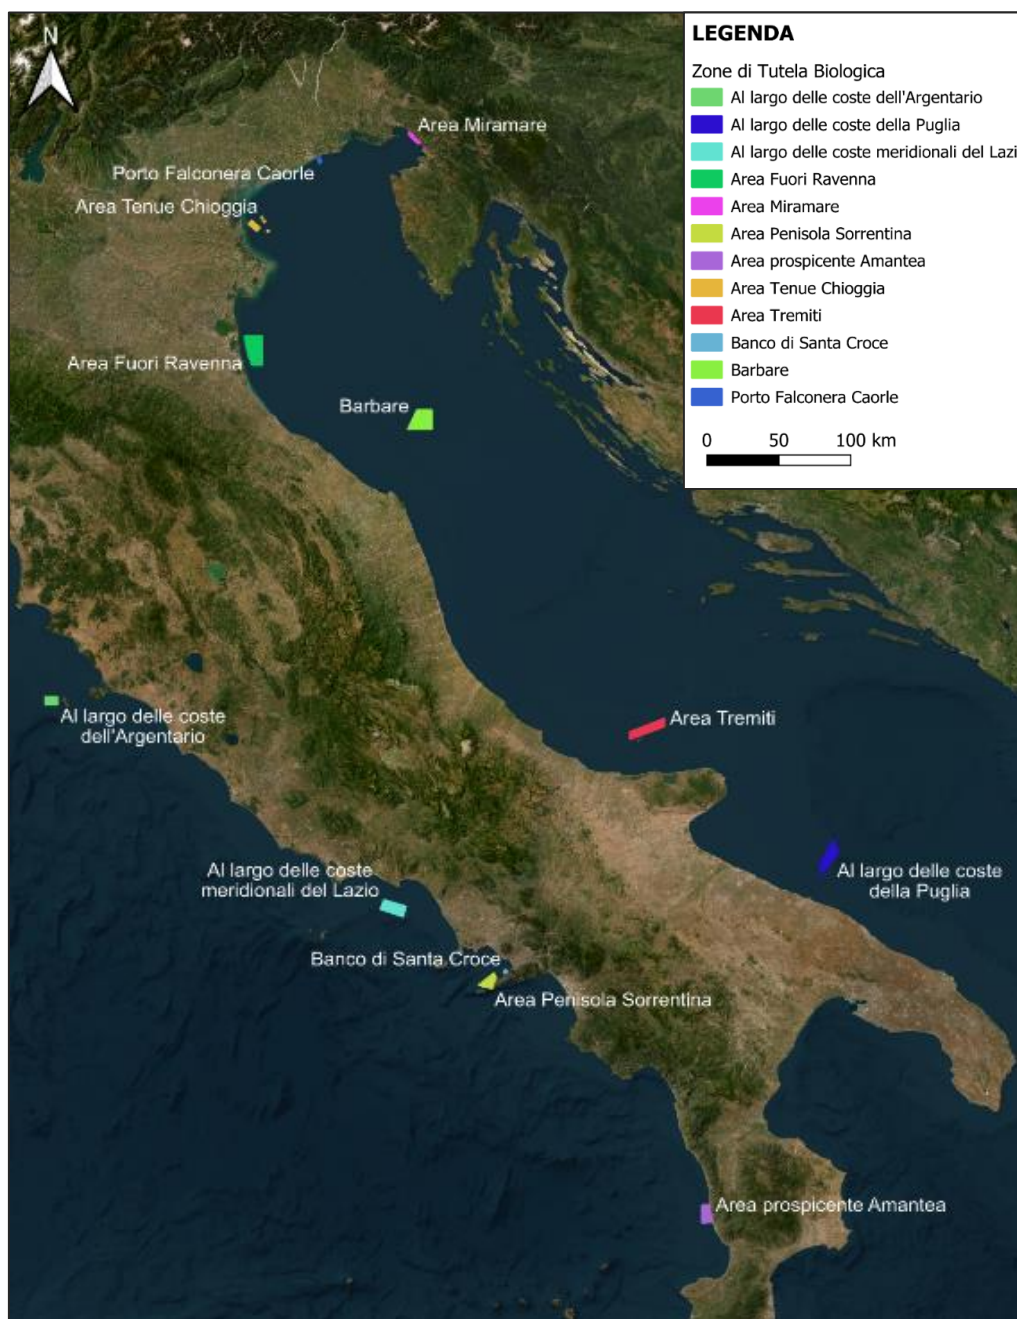 N
LEGENDA
Zone di Tutela Biologica
Al largo delle coste dell'Argentario
Al largo delle coste della Puglia
Al largo delle coste meridionali del Lazi
Area Fuori Ravenna
Area Miramare
Area Penisola Sorrentina
Area prospicente Amantea
Area Tenue Chioggia
Area Tremiti
Banco di Santa Croce
Barbare
Porto Falconera Caorle
0 50 100 km
Area Miramare
Porto Falconera Caorle
Area Tenue Chioggia
Area Fuori Ravenna
Barbare
Al largo delle coste
dell'Argentario
Area Tremiti
Al largo delle coste
della Puglia
Al largo delle coste
meridionali del Lazio
Banco di Santa Croce
Area Penisola Sorrentina
Area prospicente Amantea